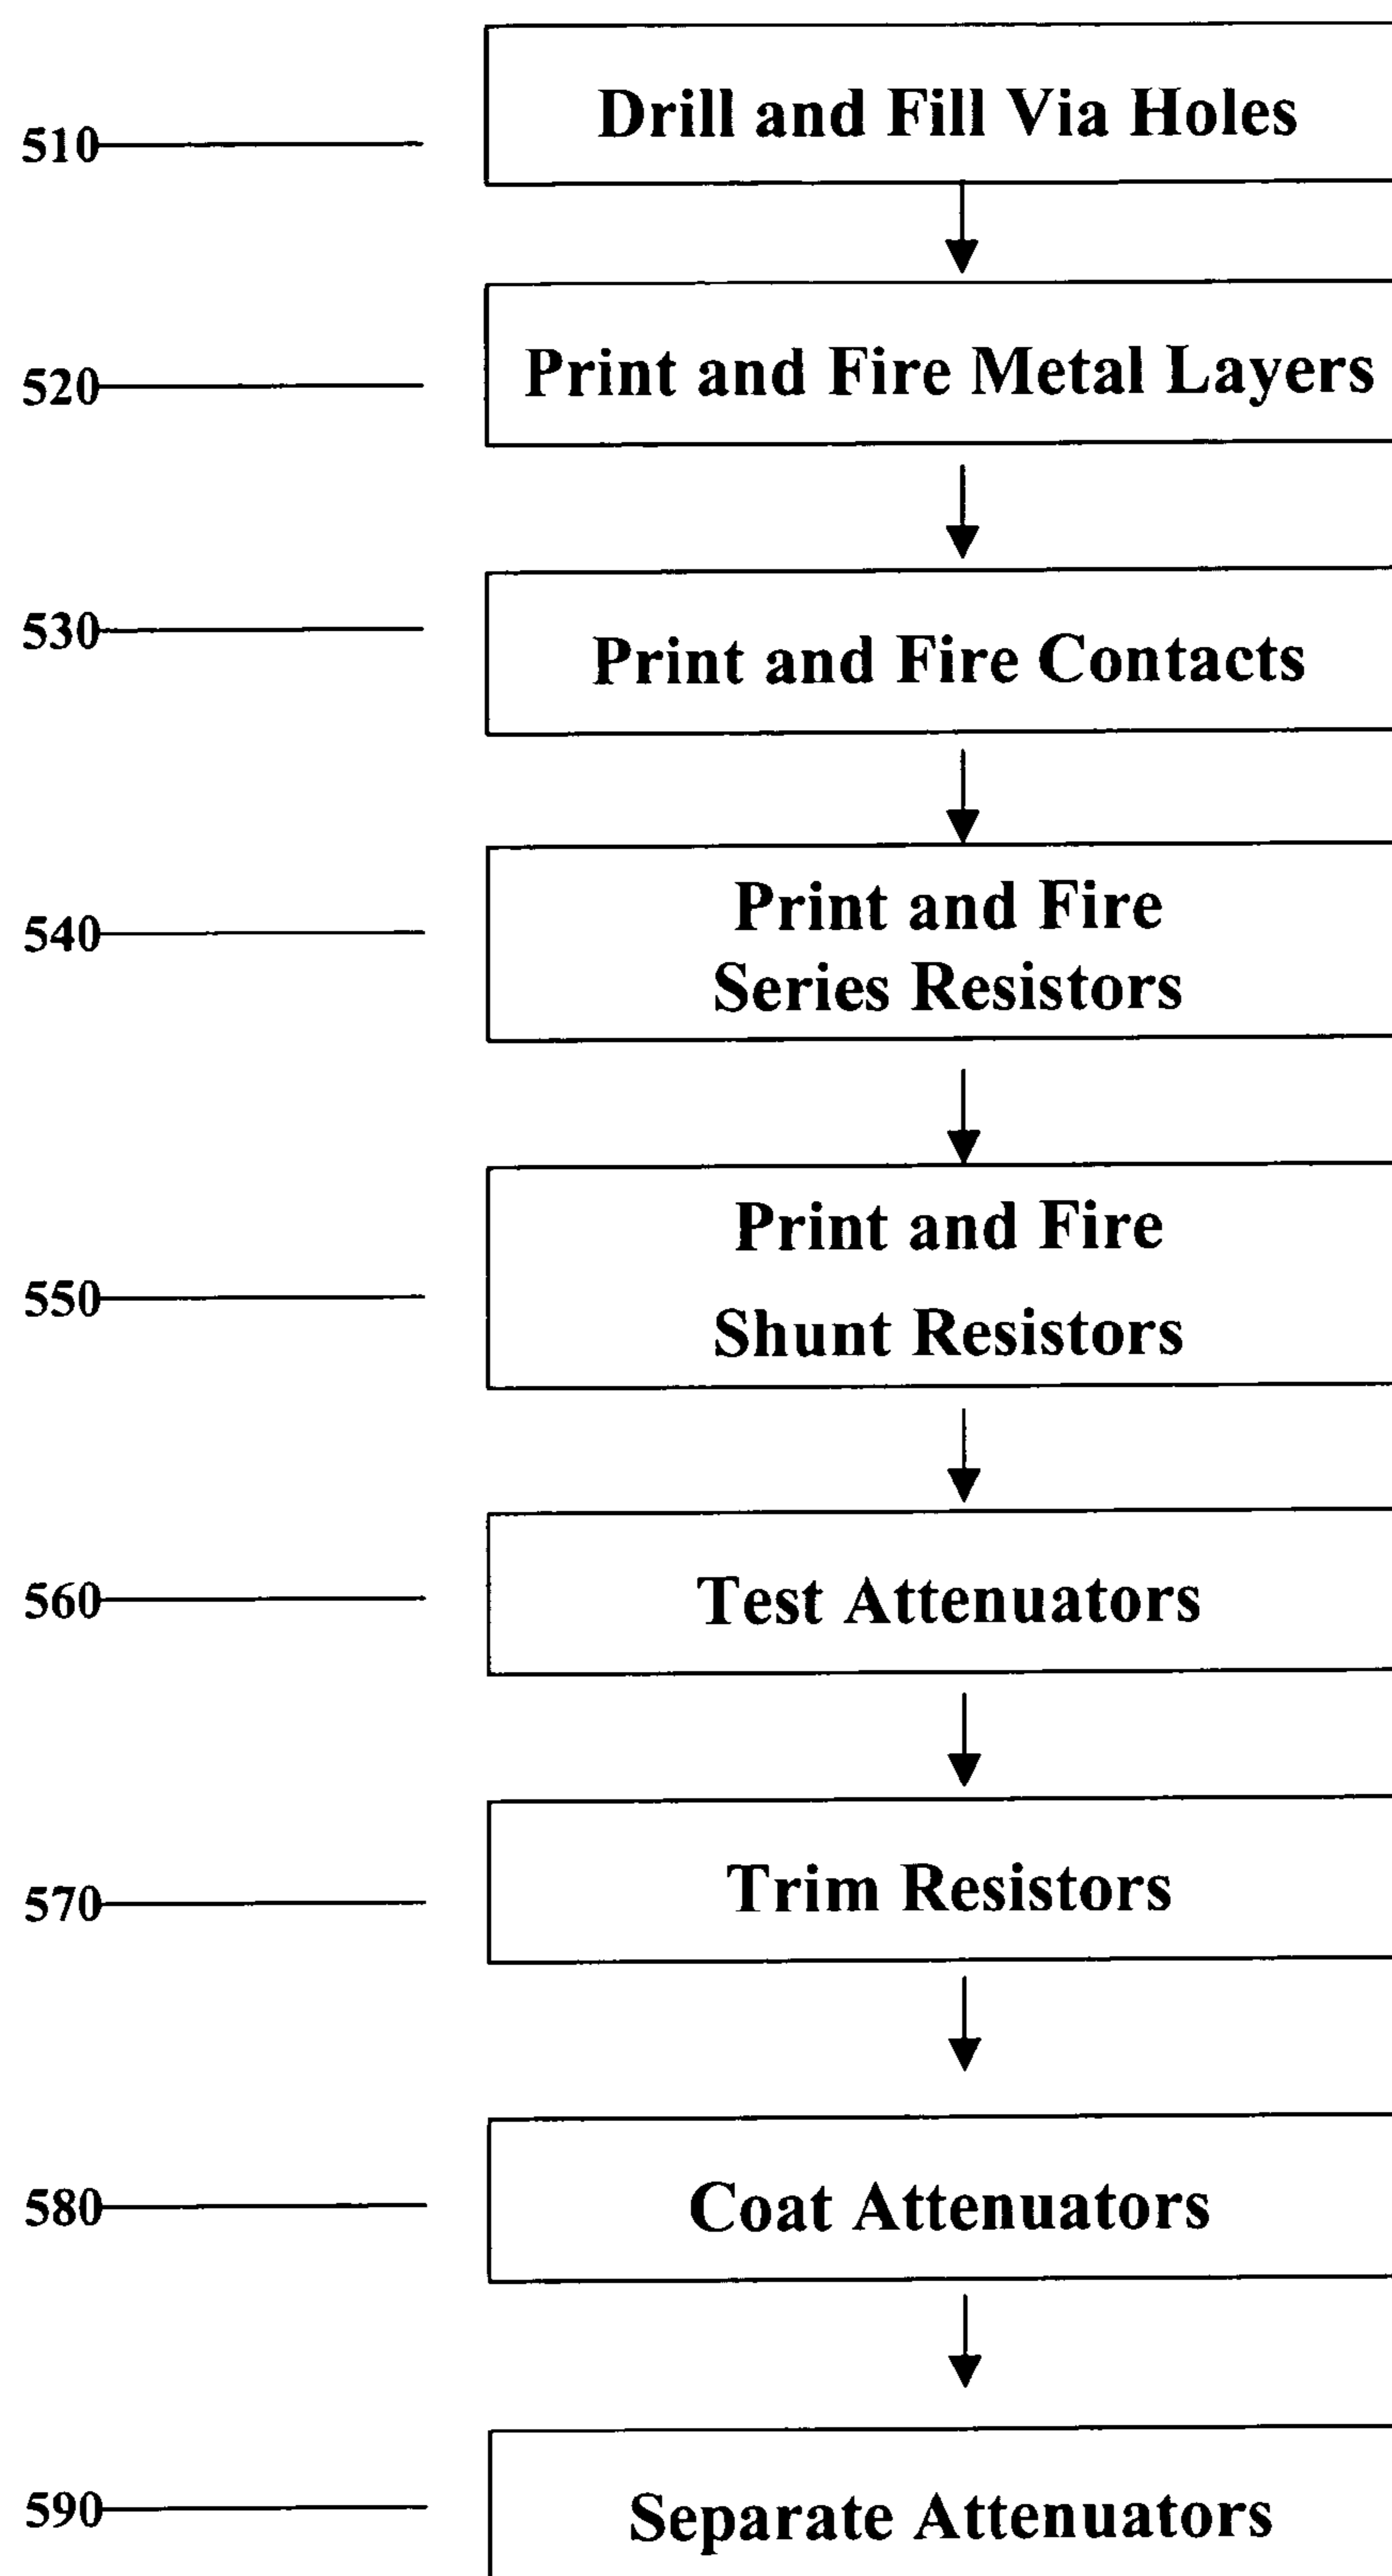 510 Drill and Fill Via Holes
520 Print and Fire Metal Layers
530 Print and Fire Contacts
540 Print and Fire
Series Resistors
550 Print and Fire
Shunt Resistors
560 Test Attenuators
570 Trim Resistors
580 Coat Attenuators
590 Separate Attenuators